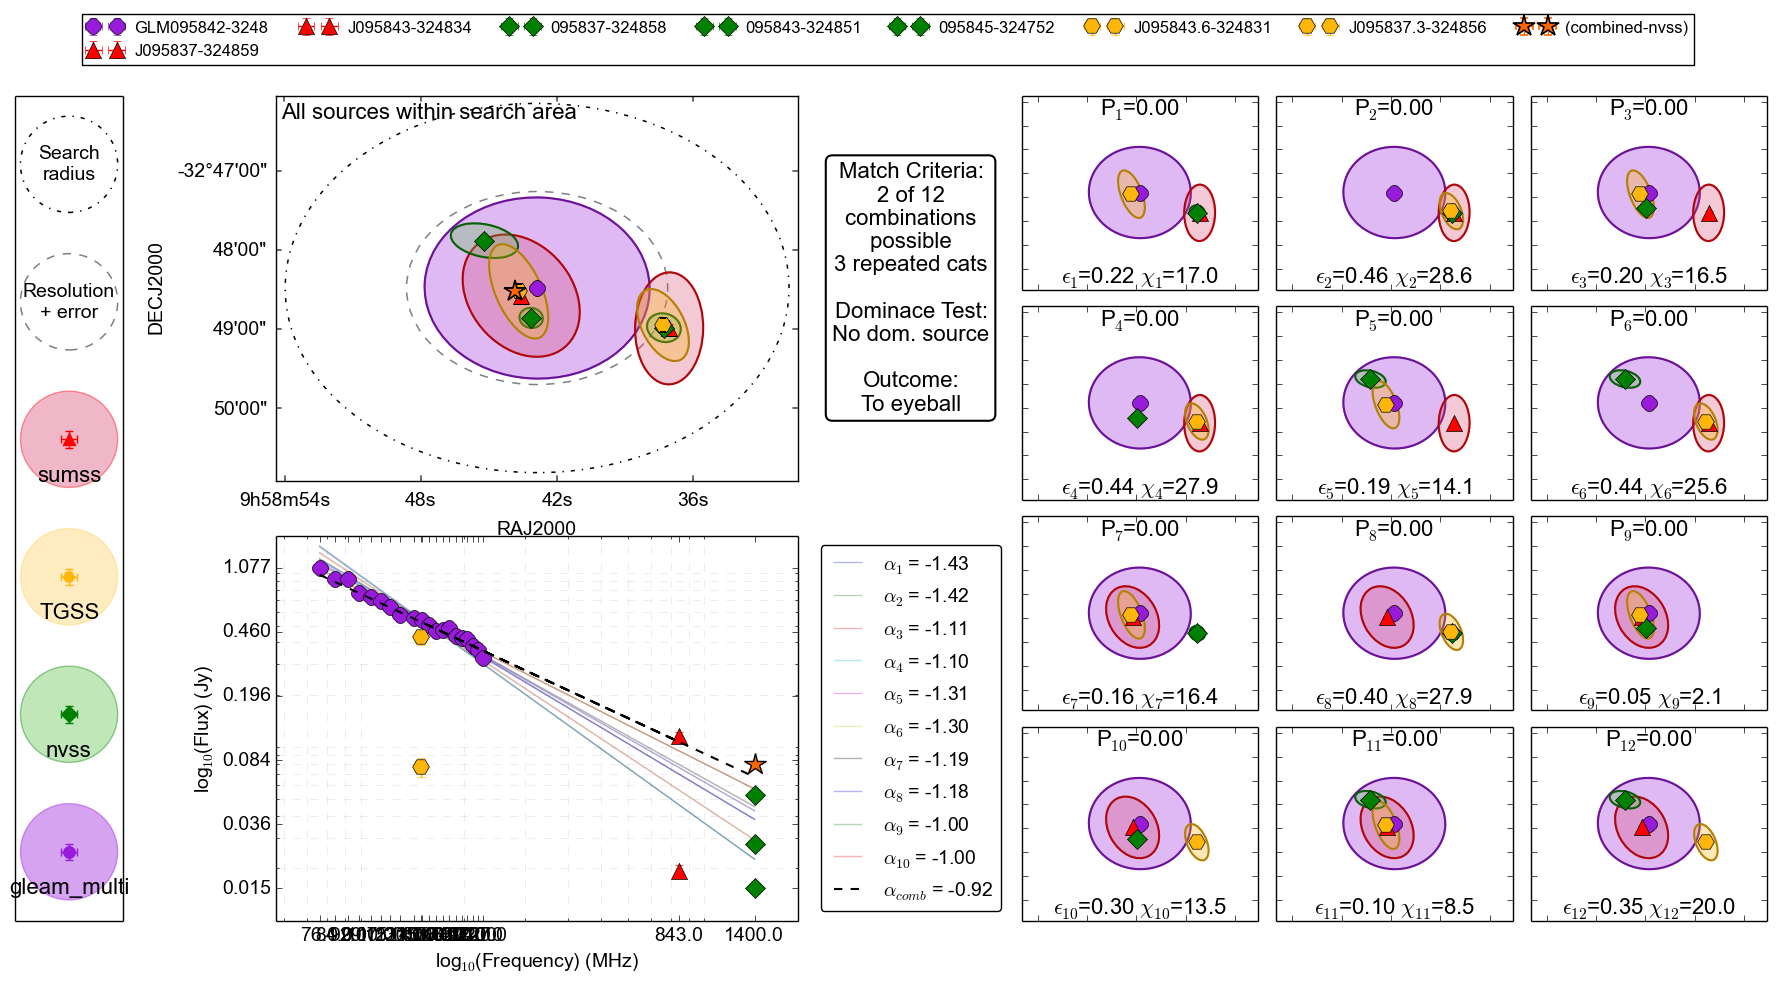 GLM095842-3248
J095843-324834
095837-324858
095843-324851
095845-324752
J095843.6-324831
J095837.3-324856
(combined-nvss)
J095837-324859
Search
radius
Resolution
+ error
sumss
TGSS
nvss
gleam_multi
All sources within search area
DECJ2000
-32°47'00"
48'00"
49'00"
50'00"
9h58m54s
48s
42s
36s
RAJ2000
Match Criteria:
2 of 12
combinations
possible
3 repeated cats
Dominace Test:
No dom. source
Outcome:
To eyeball
log10(Flux) (Jy)
1.077
0.460
0.196
0.084
0.036
0.015
843.0
1400.0
log10(Frequency) (MHz)
α1 = -1.43
α2 = -1.42
α3 = -1.11
α4 = -1.10
α5 = -1.31
α6 = -1.30
α7 = -1.19
α8 = -1.18
α9 = -1.00
α10 = -1.00
αcomb = -0.92
P1=0.00
ϵ1=0.22 χ1=17.0
P2=0.00
ϵ2=0.46 χ2=28.6
P3=0.00
ϵ3=0.20 χ3=16.5
P4=0.00
ϵ4=0.44 χ4=27.9
P5=0.00
ϵ5=0.19 χ5=14.1
P6=0.00
ϵ6=0.44 χ6=25.6
P7=0.00
ϵ7=0.16 χ7=16.4
P8=0.00
ϵ8=0.40 χ8=27.9
P9=0.00
ϵ9=0.05 χ9=2.1
P10=0.00
ϵ10=0.30 χ10=13.5
P11=0.00
ϵ11=0.10 χ11=8.5
P12=0.00
ϵ12=0.35 χ12=20.0